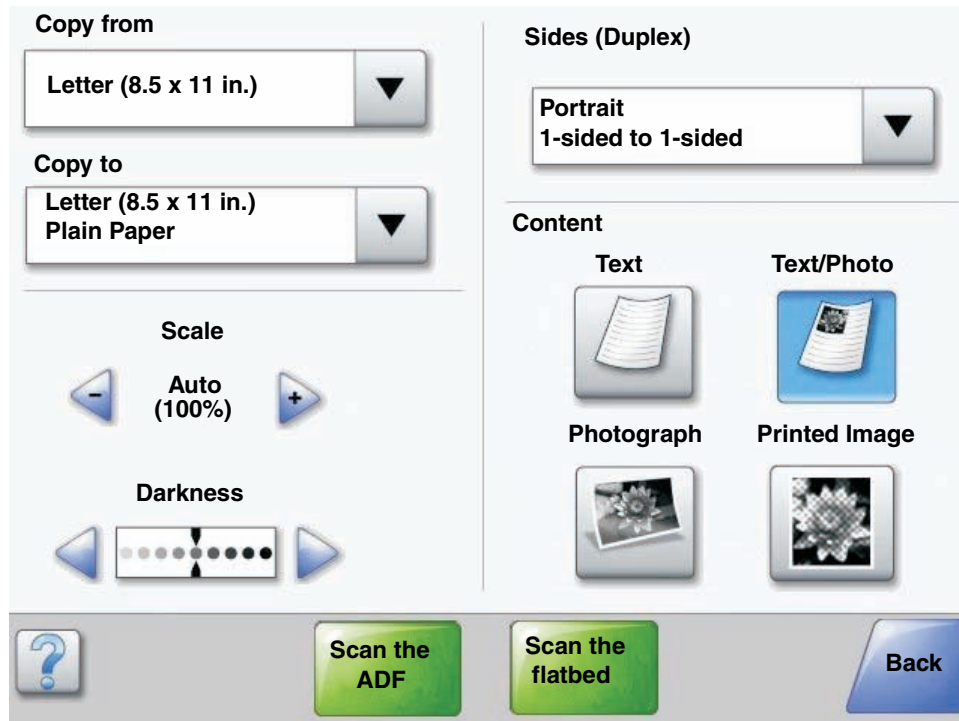 Copy from
Letter (8.5 x 11 in.)
Copy to
Letter (8.5 x 11 in.)
Plain Paper
Scale
-
Auto
(100%)
+
Darkness
Sides (Duplex)
Portrait
1-sided to 1-sided
Content
Text
Text/Photo
Photograph
Printed Image
?
Scan the
ADF
Scan the
flatbed
Back